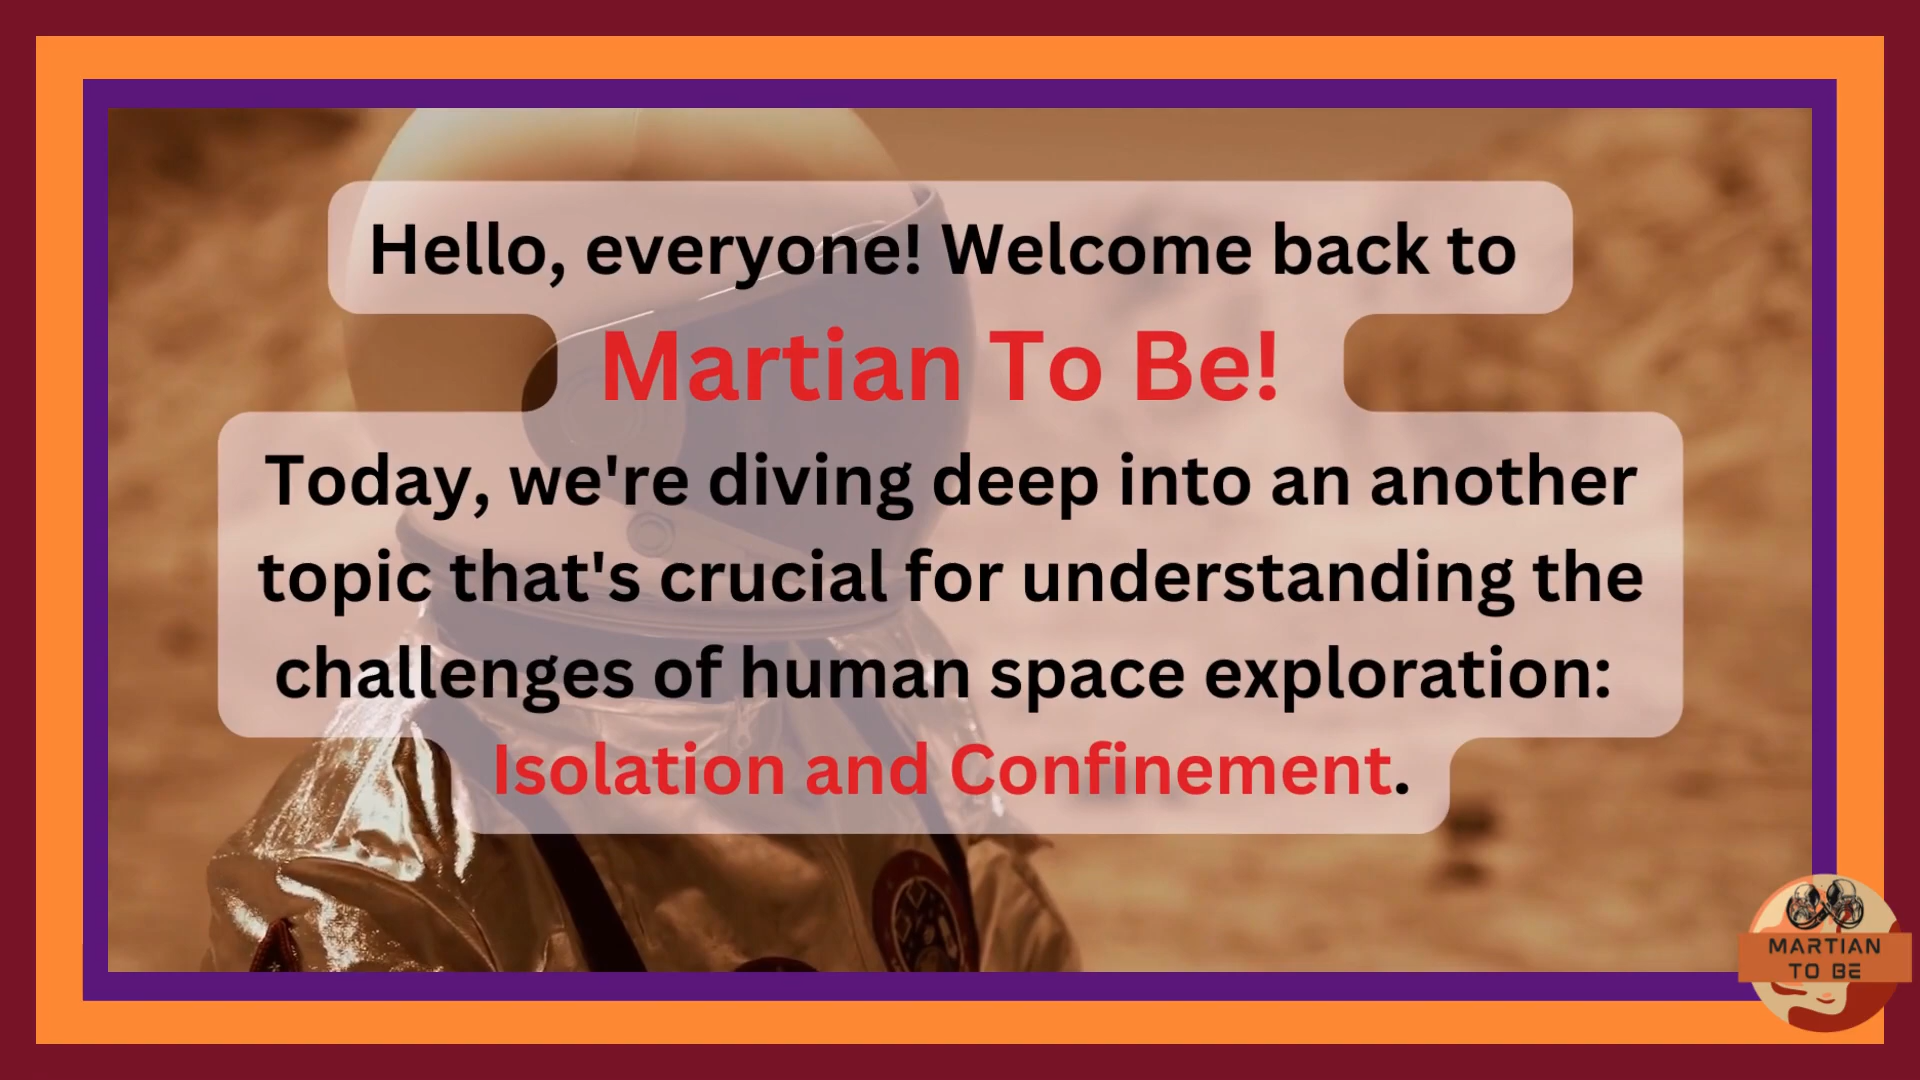 Hello, everyone! Welcome back to
Martian To Be!
Today, we're diving deep into an another
topic that's crucial for understanding the
challenges of human space exploration:
Isolation and Confinement.
MARTIAN
TO BE